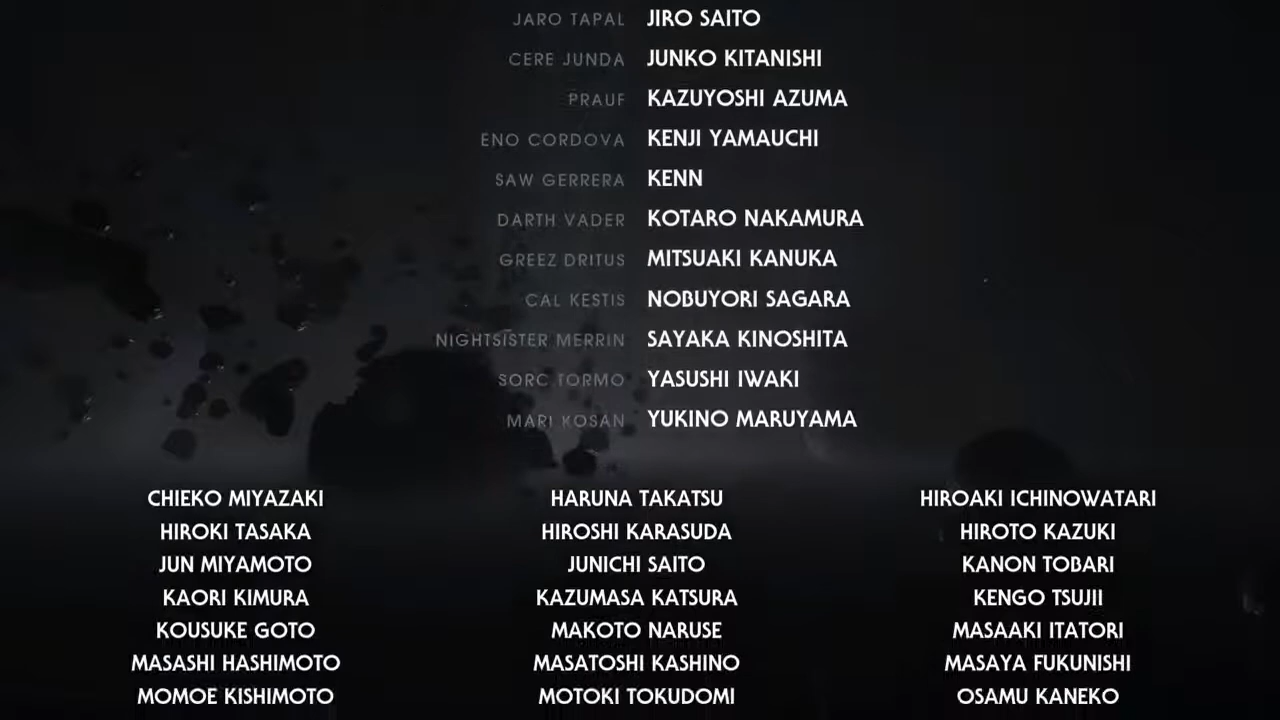 JARO TAPAL JIRO SAITO
CERE JUNDA JUNKO KITANISHI
PRAUF KAZUYOSHI AZUMA
ENO CORDOVA KENJI YAMAUCHI
SAW GERRERA KENN
DARTH VADER KOTARO NAKAMURA
GREEZ DRITUS MITSUAKI KANUKA
CAL KESTIS NOBUYORI SAGARA
NIGHTSISTER MERRIN SAYAKA KINOSHITA
SORC TORMO YASUSHI IWAKI
MARI KOSAN YUKINO MARUYAMA
CHIEKO MIYAZAKI HARUNA TAKATSU HIROAKI ICHINOWATARI
HIROKI TASAKA HIROSHI KARASUDA HIROTO KAZUKI
JUN MIYAMOTO JUNICHI SAITO KANON TOBARI
KAORI KIMURA KAZUMASA KATSURA KENGO TSUJII
KOUSUKE GOTO MAKOTO NARUSE MASAAKI ITATORI
MASASHI HASHIMOTO MASATOSHI KASHINO MASAYA FUKUNISHI
MOMOE KISHIMOTO MOTOKI TOKUDOMI OSAMU KANEKO